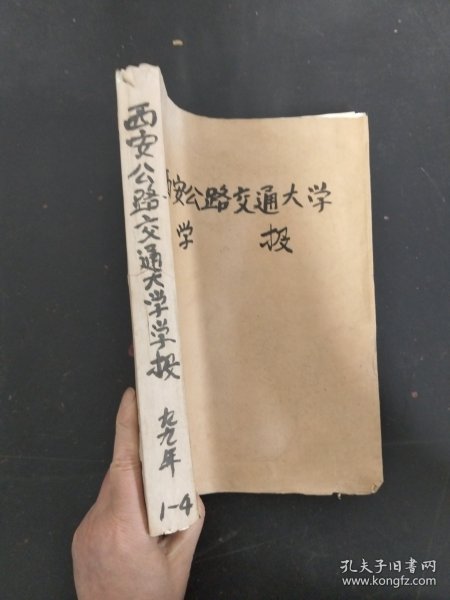 西安公路交通大学学报
九九年
1-4
西安公路交通大学
学报
孔夫子旧书网
www.kongfz.com